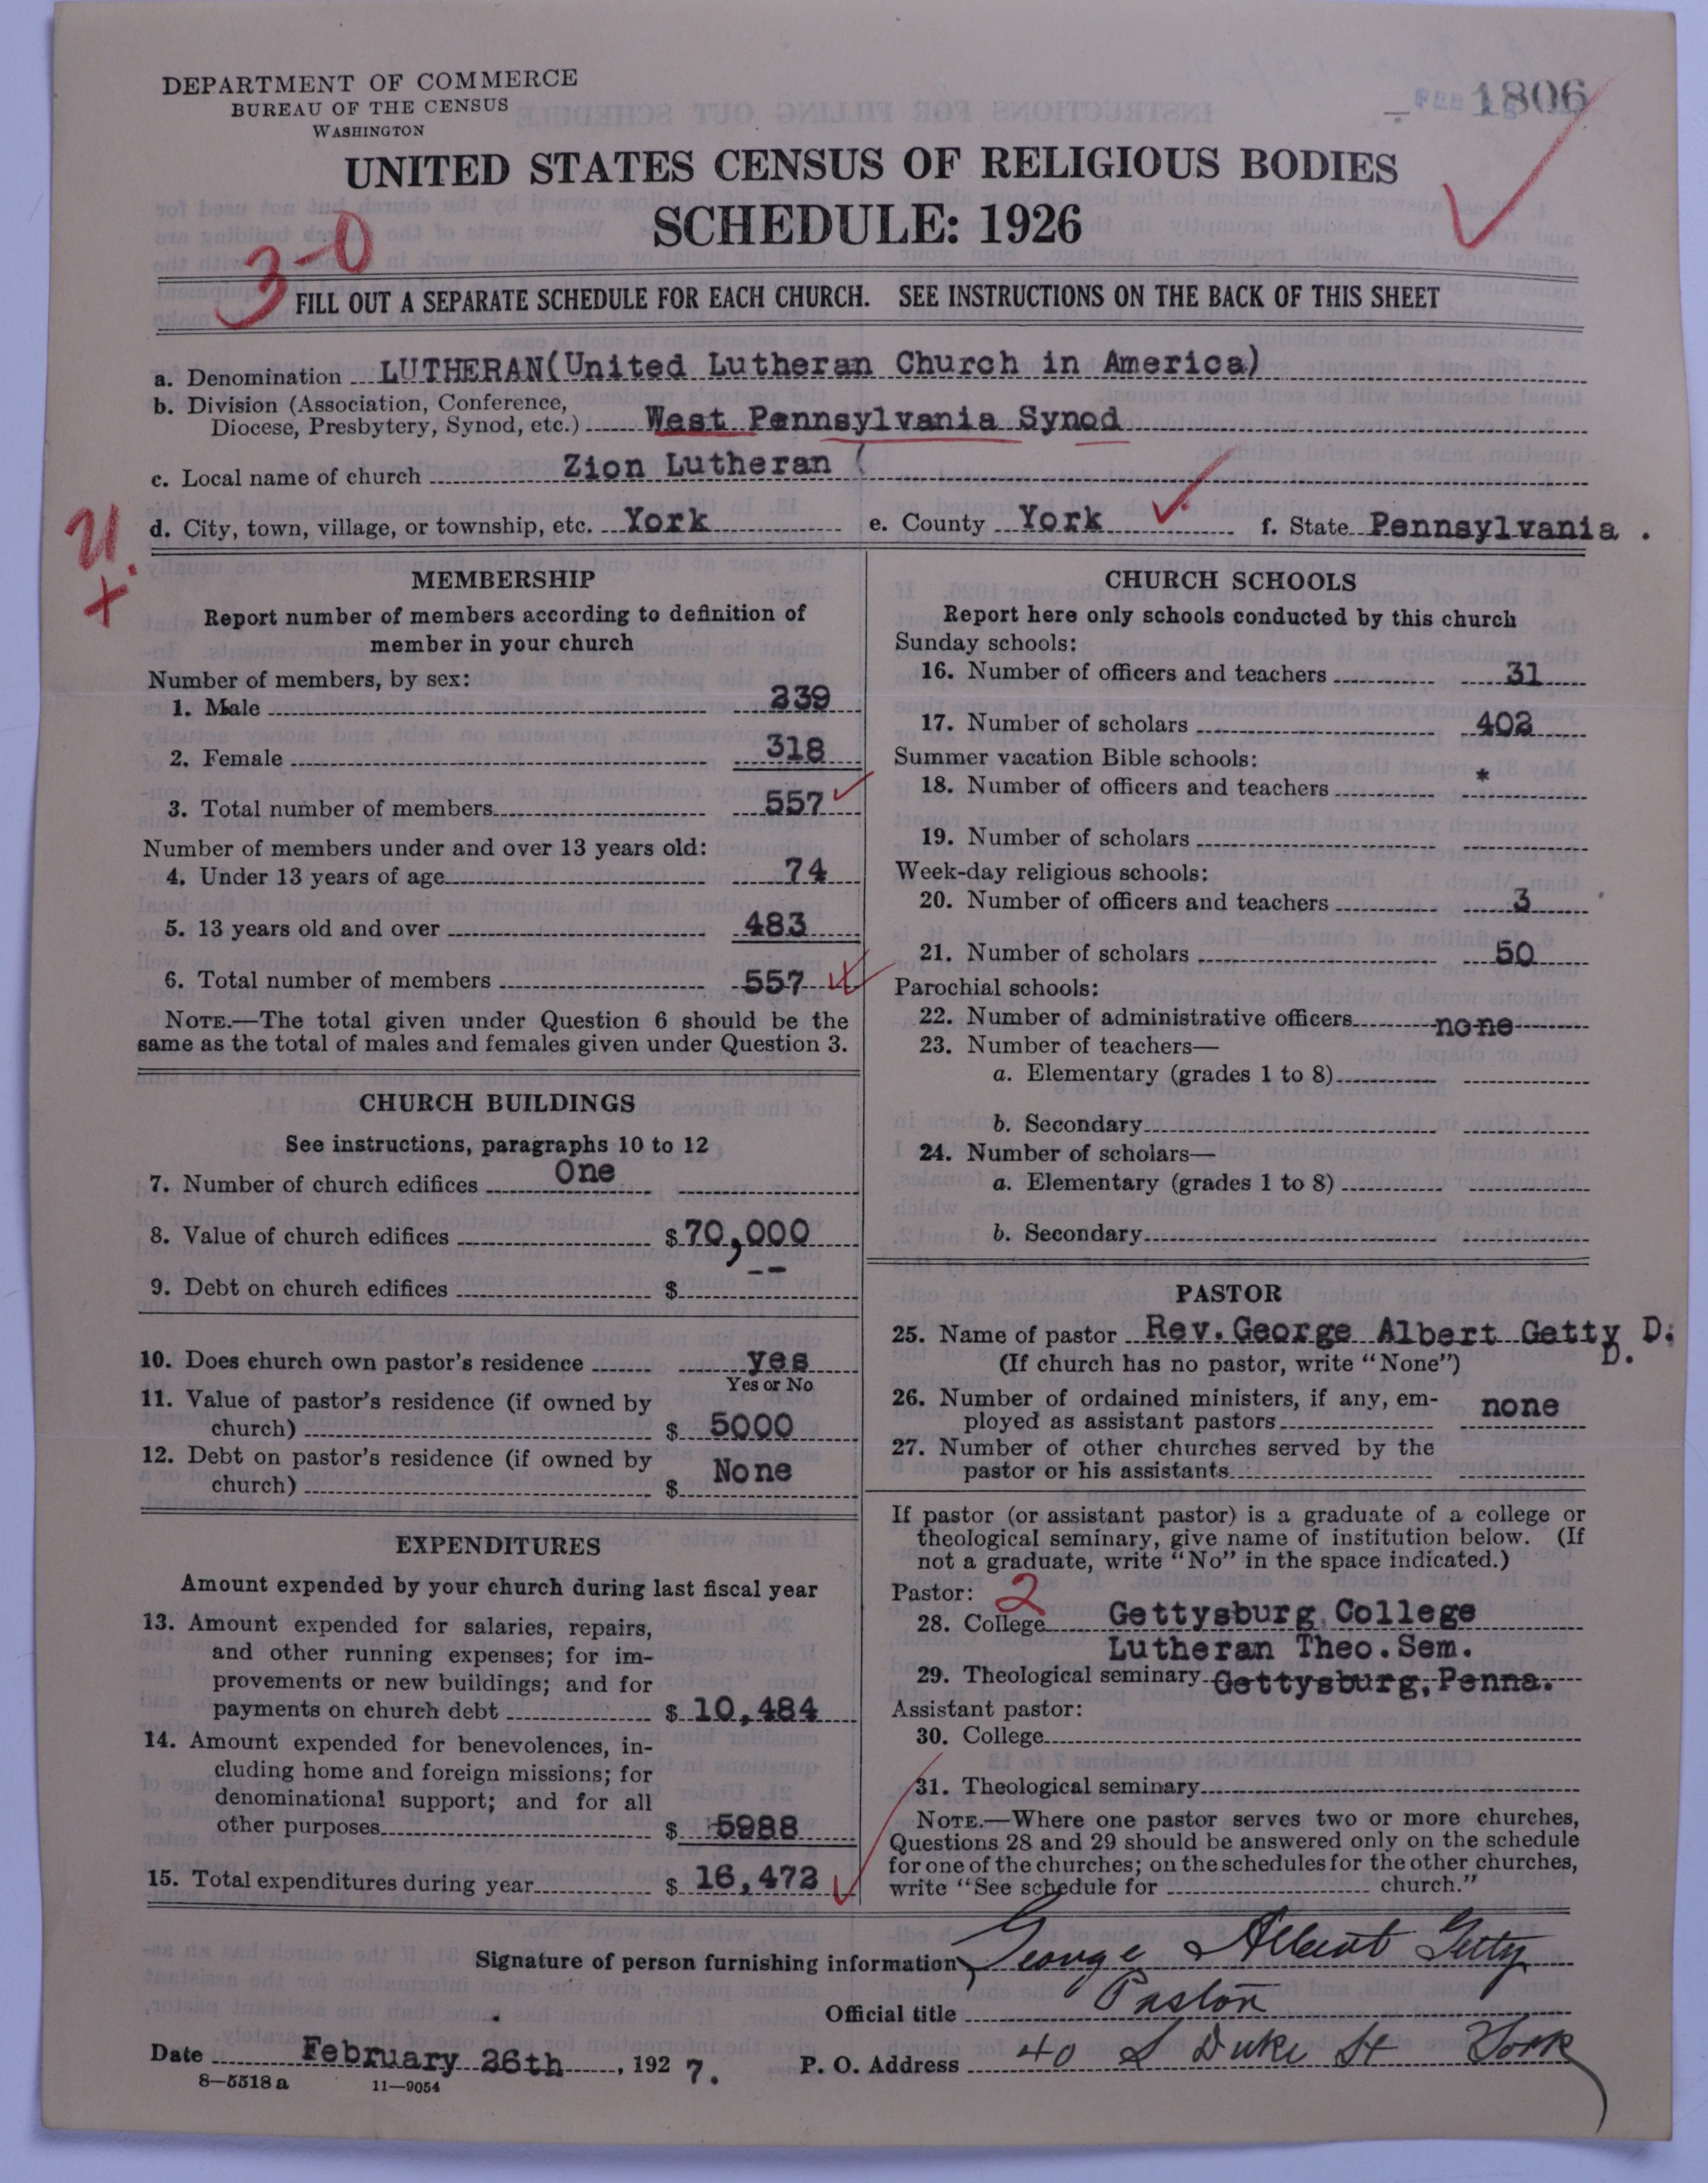 DEPARTMENT OF COMMERCE
BUREAU OF THE CENSUS
WASHINGTON
1806
UNITED STATES CENSUS OF RELIGIOUS BODIES
SCHEDULE: 1926
3-0
FILL OUT A SEPARATE SCHEDULE FOR EACH CHURCH. SEE INSTRUCTIONS ON THE BACK OF THIS SHEET
a. Denomination LUTHERAN(United Lutheran Church in America)
b. Division (Association, Conference,
Diocese, Presbytery, Synod, etc.) West Pennsylvania Synod
c. Local name of church Zion Lutheran (
d. City, town, village, or township, etc. York e. County York f. State Pennsylvania .
21
MEMBERSHIP
Report number of members according to definition of
member in your church
Number of members, by sex:
1. Male 239
2. Female 318
3. Total number of members 557
Number of members under and over 13 years old:
4. Under 13 years of age 74
5. 13 years old and over 483
6. Total number of members 557
NOTE.—The total given under Question 6 should be the
same as the total of males and females given under Question 3.
CHURCH BUILDINGS
See instructions, paragraphs 10 to 12
7. Number of church edifices One
8. Value of church edifices $ 70,000
9. Debt on church edifices $ --
10. Does church own pastor's residence yes
Yes or No
11. Value of pastor's residence (if owned by
church) $ 5000
12. Debt on pastor's residence (if owned by
church) $ None
EXPENDITURES
Amount expended by your church during last fiscal year
13. Amount expended for salaries, repairs,
and other running expenses; for im-
provements or new buildings; and for
payments on church debt $ 10,484
14. Amount expended for benevolences, in-
cluding home and foreign missions; for
denominational support; and for all
other purposes $ 5988
15. Total expenditures during year $ 16,472
CHURCH SCHOOLS
Report here only schools conducted by this church
Sunday schools:
16. Number of officers and teachers 31
17. Number of scholars 402
Summer vacation Bible schools:
18. Number of officers and teachers *
19. Number of scholars
Week-day religious schools:
20. Number of officers and teachers 3
21. Number of scholars 50
Parochial schools:
22. Number of administrative officers none
23. Number of teachers—
a. Elementary (grades 1 to 8)
b. Secondary
24. Number of scholars—
a. Elementary (grades 1 to 8)
b. Secondary
PASTOR
25. Name of pastor Rev. George Albert Getty D.
D.
(If church has no pastor, write "None")
26. Number of ordained ministers, if any, em-
ployed as assistant pastors none
27. Number of other churches served by the
pastor or his assistants
If pastor (or assistant pastor) is a graduate of a college or
theological seminary, give name of institution below. (If
not a graduate, write "No" in the space indicated.)
Pastor: 2
28. College Gettysburg College
Lutheran Theo. Sem.
29. Theological seminary Gettysburg, Penna.
Assistant pastor:
30. College
31. Theological seminary
NOTE.—Where one pastor serves two or more churches,
Questions 28 and 29 should be answered only on the schedule
for one of the churches; on the schedules for the other churches,
write "See schedule for church."
Signature of person furnishing information George Albert Getty
Official title Pastor
Date February 26th, 1927. P. O. Address 40 S Duke St York
8—5518a 11—9054